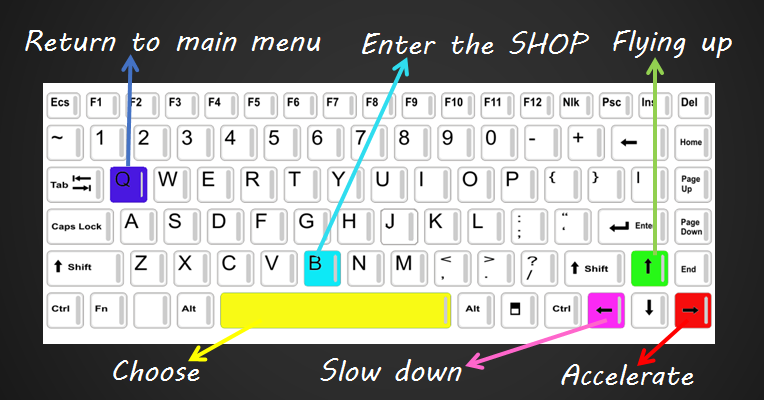 Return to main menu Enter the SHOP Flying up
Ecs F1 F2 F3 F4 F5 F6 F7 F8 F9 F10 F11 F12 Nlk Psc Ins Del
~ 1 2 3 4 5 6 7 8 9 0 - + ← Home
Tab Q W E R T Y U I O P { } | Page Up
Caps Lock A S D F G H J K L : ; “ ‘ Enter Page Down
↑ Shift Z X C V B N M < , > . ? / ↑ Shift ↑ End
Ctrl Fn Alt Alt Ctrl ← ↓ →
Choose Slow down Accelerate